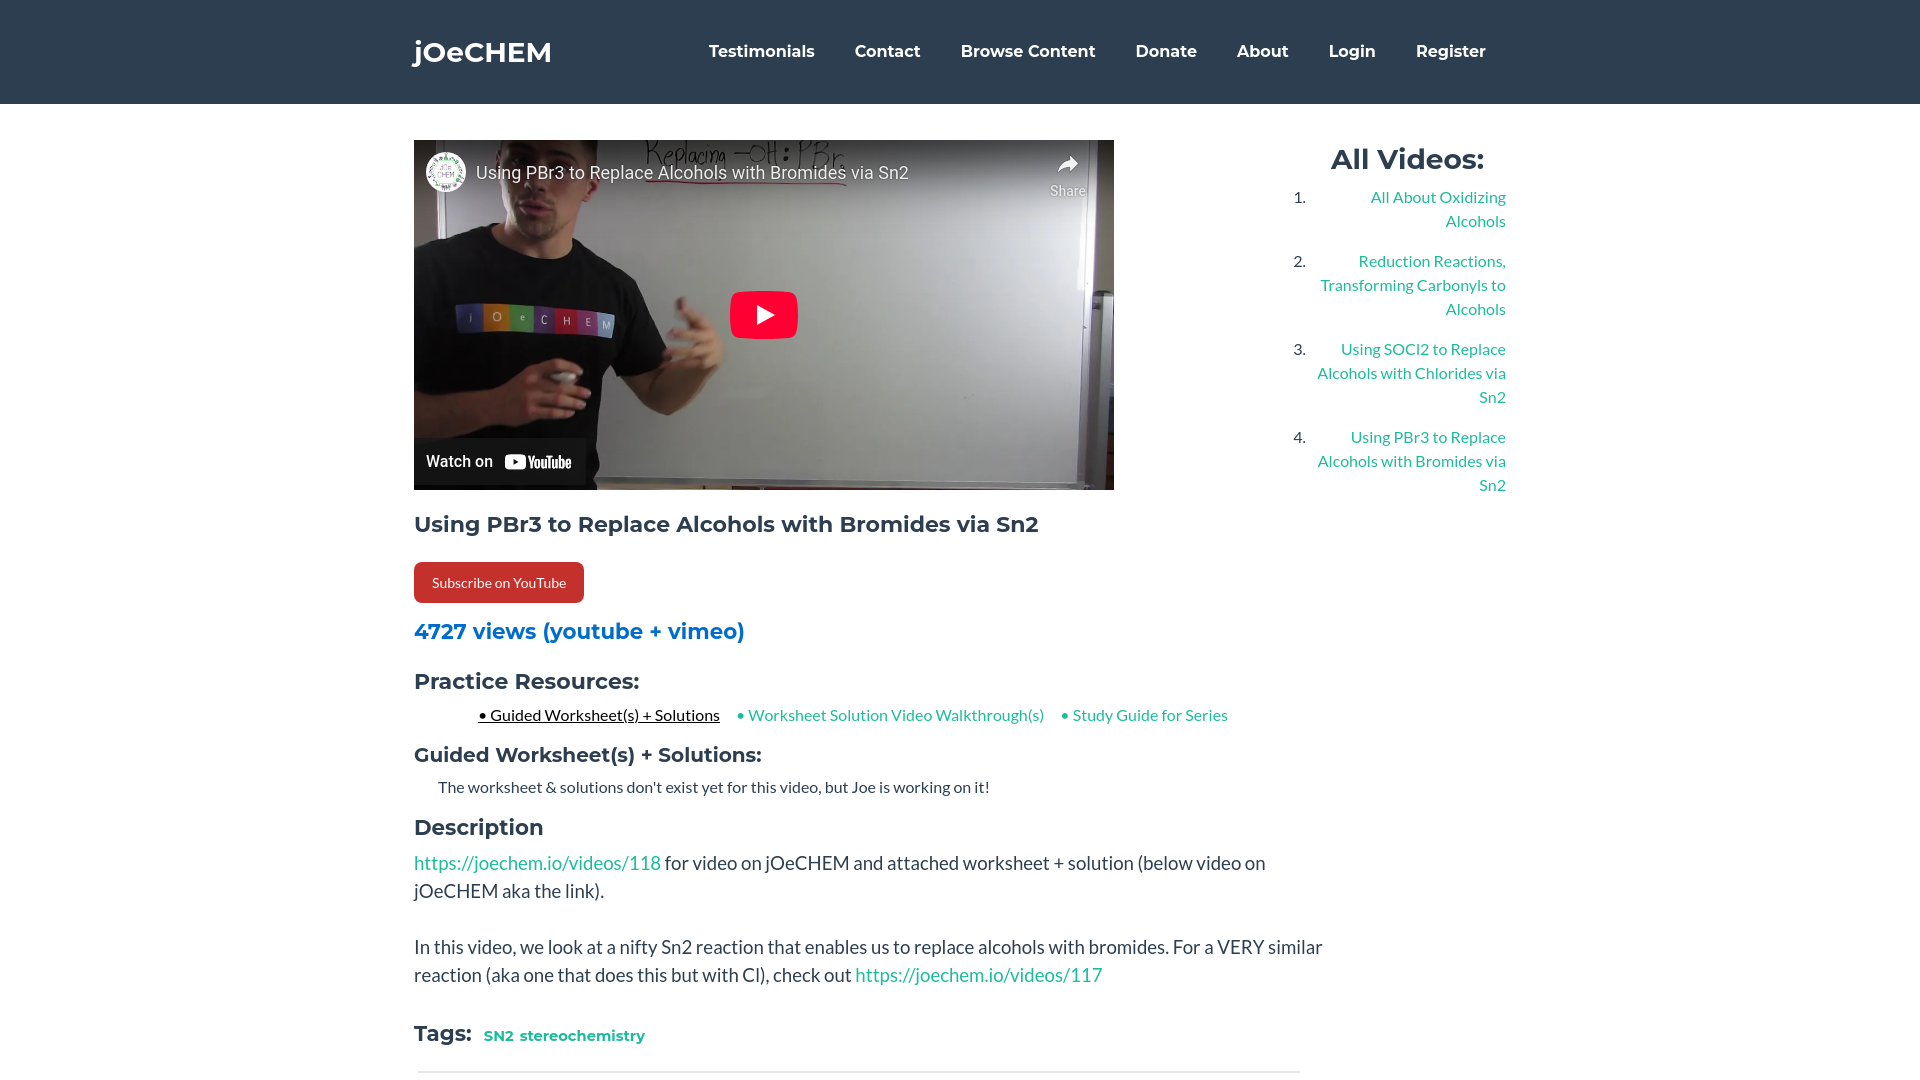 jOeCHEM
Testimonials Contact Browse Content Donate About Login Register
Replacing -OH: PBr3
Using PBr3 to Replace Alcohols with Bromides via Sn2
Share
jOeCHEM
Watch on YouTube
All Videos:
1. All About Oxidizing
Alcohols
2. Reduction Reactions,
Transforming Carbonyls to
Alcohols
3. Using SOCl2 to Replace
Alcohols with Chlorides via
Sn2
4. Using PBr3 to Replace
Alcohols with Bromides via
Sn2
Using PBr3 to Replace Alcohols with Bromides via Sn2
Subscribe on YouTube
4727 views (youtube + vimeo)
Practice Resources:
• Guided Worksheet(s) + Solutions • Worksheet Solution Video Walkthrough(s) • Study Guide for Series
Guided Worksheet(s) + Solutions:
The worksheet & solutions don't exist yet for this video, but Joe is working on it!
Description
https://joechem.io/videos/118 for video on jOeCHEM and attached worksheet + solution (below video on
jOeCHEM aka the link).
In this video, we look at a nifty Sn2 reaction that enables us to replace alcohols with bromides. For a VERY similar
reaction (aka one that does this but with Cl), check out https://joechem.io/videos/117
Tags: SN2 stereochemistry